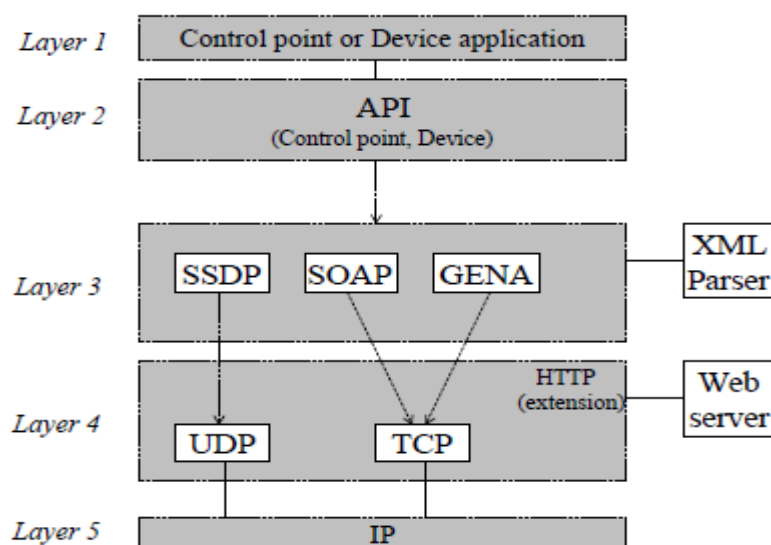 Layer 1
Control point or Device application
Layer 2
API
(Control point, Device)
Layer 3
SSDP
SOAP
GENA
XML
Parser
Layer 4
HTTP
(extension)
UDP
TCP
Web
server
Layer 5
IP